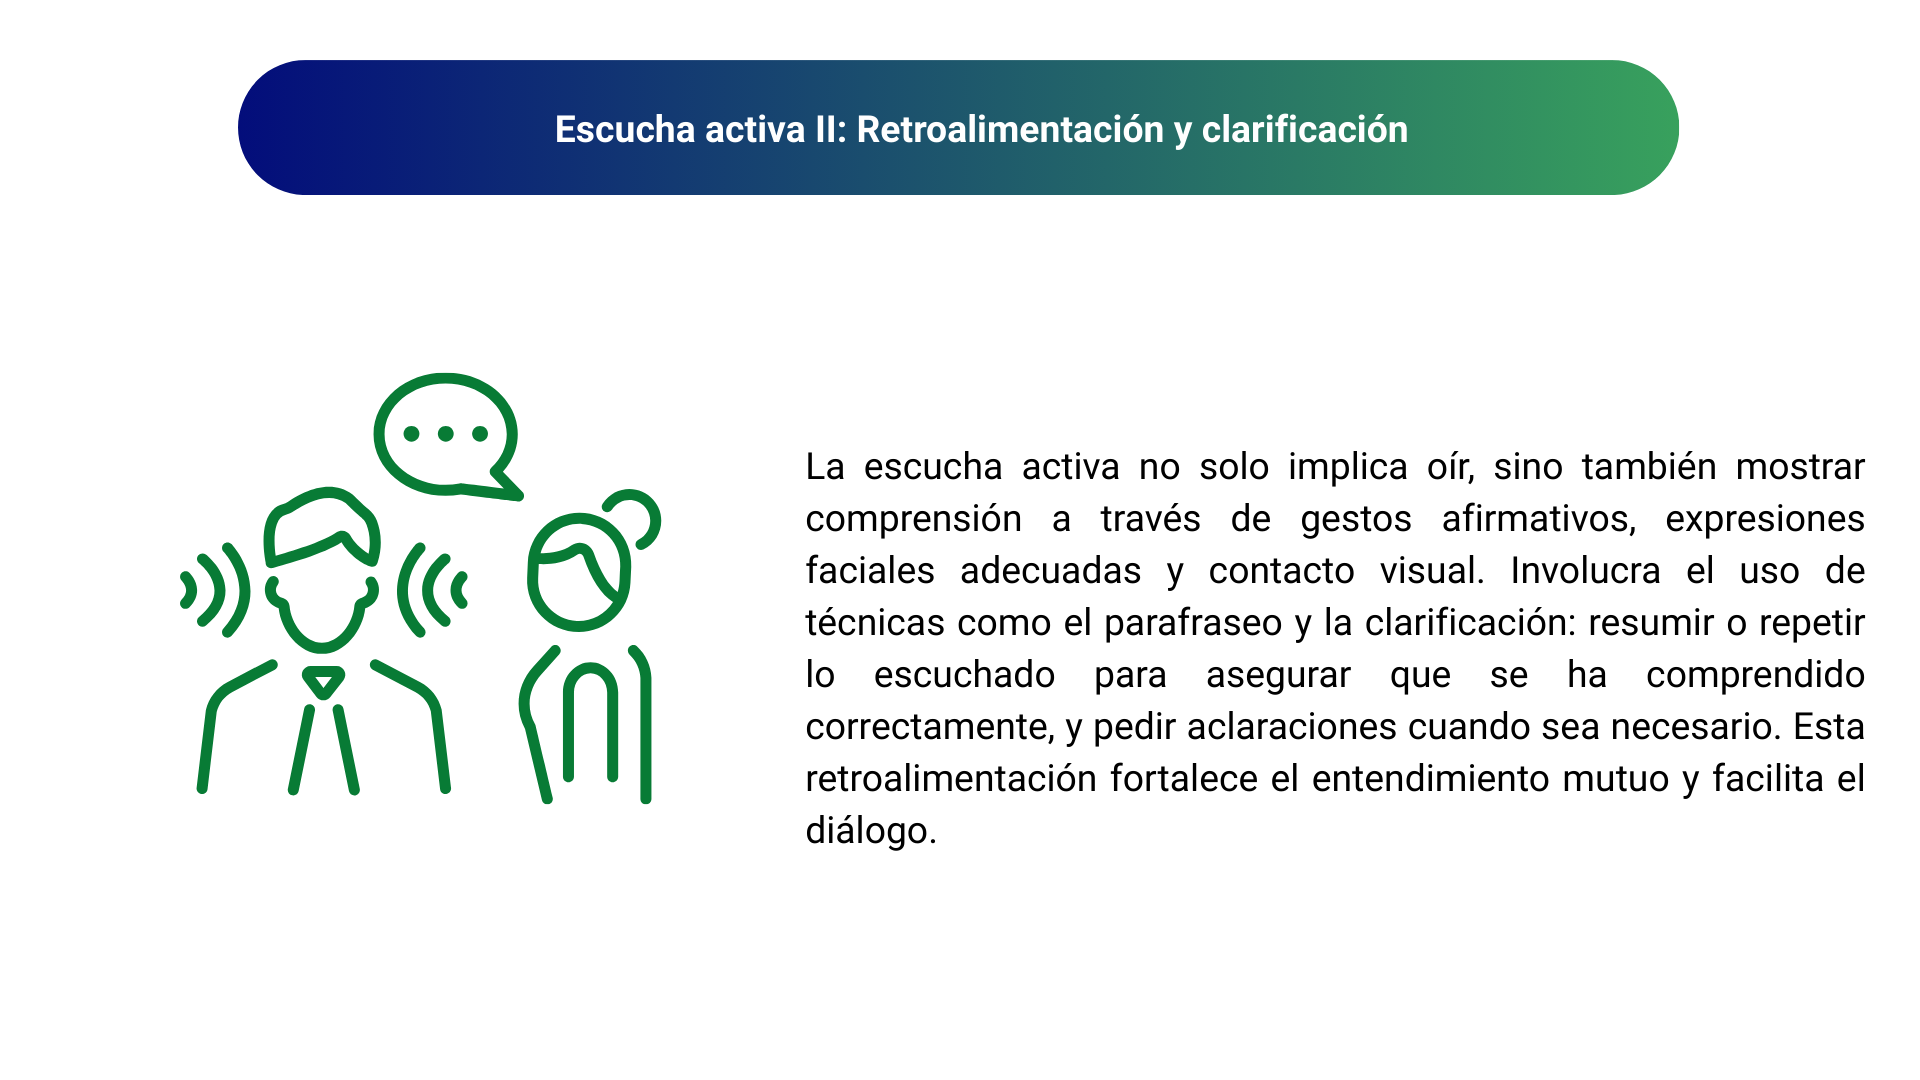 Escucha activa II: Retroalimentación y clarificación
La escucha activa no solo implica oír, sino también mostrar
comprensión a través de gestos afirmativos, expresiones
faciales adecuadas y contacto visual. Involucra el uso de
técnicas como el parafraseo y la clarificación: resumir o repetir
lo escuchado para asegurar que se ha comprendido
correctamente, y pedir aclaraciones cuando sea necesario. Esta
retroalimentación fortalece el entendimiento mutuo y facilita el
diálogo.